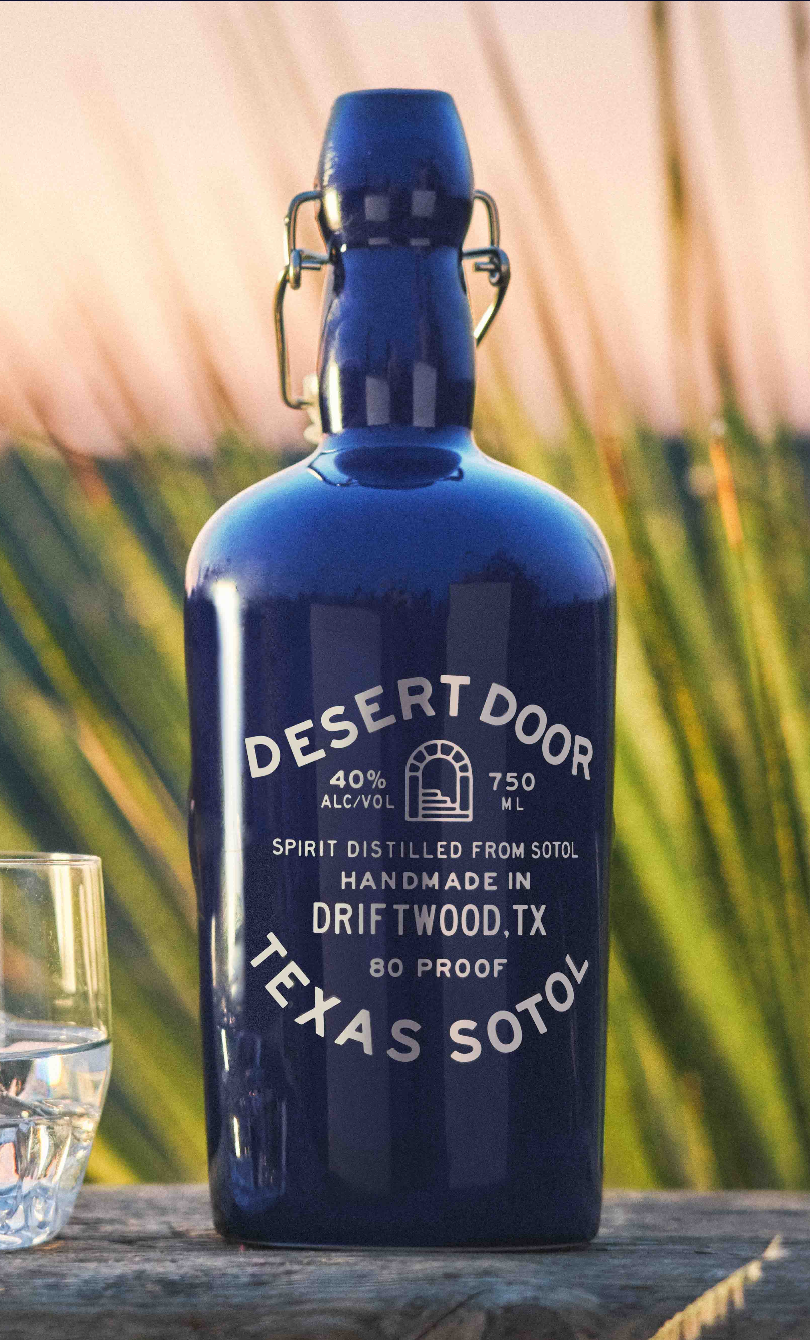 DESERT DOOR
40% ALC/VOL
750 ML
SPIRIT DISTILLED FROM SOTOL
HANDMADE IN
DRIFTWOOD, TX
80 PROOF
TEXAS SOTOL